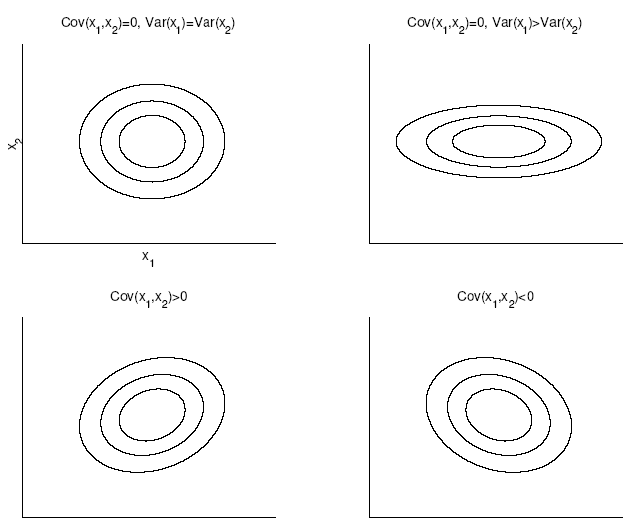 Cov(x₁,x₂)=0, Var(x₁)=Var(x₂)
Cov(x₁,x₂)=0, Var(x₁)>Var(x₂)
x₂
x₁
Cov(x₁,x₂)>0
Cov(x₁,x₂)<0